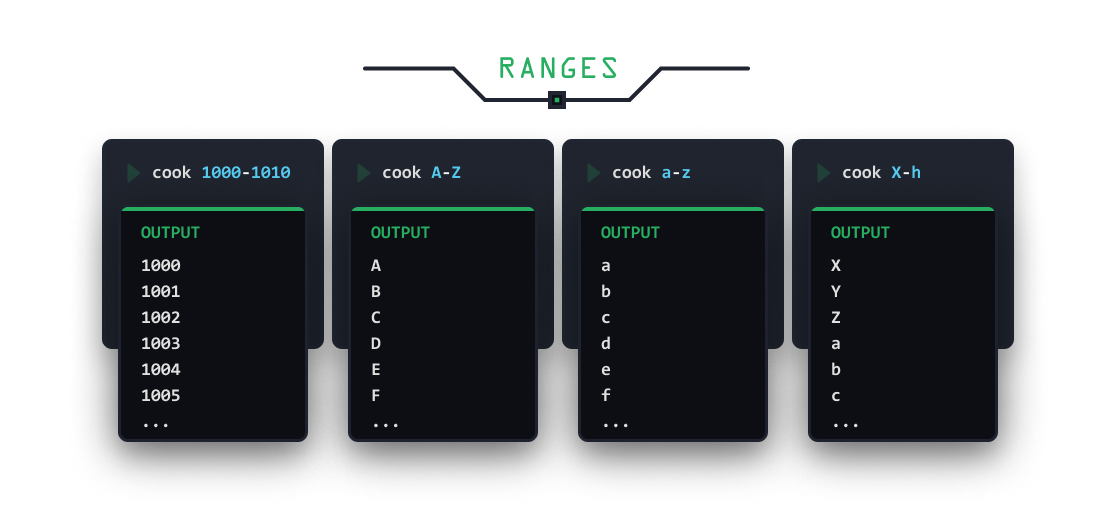 RANGES
cook 1000-1010
OUTPUT
1000
1001
1002
1003
1004
1005
...
cook A-Z
OUTPUT
A
B
C
D
E
F
...
cook a-z
OUTPUT
a
b
c
d
e
f
...
cook X-h
OUTPUT
X
Y
Z
a
b
c
...